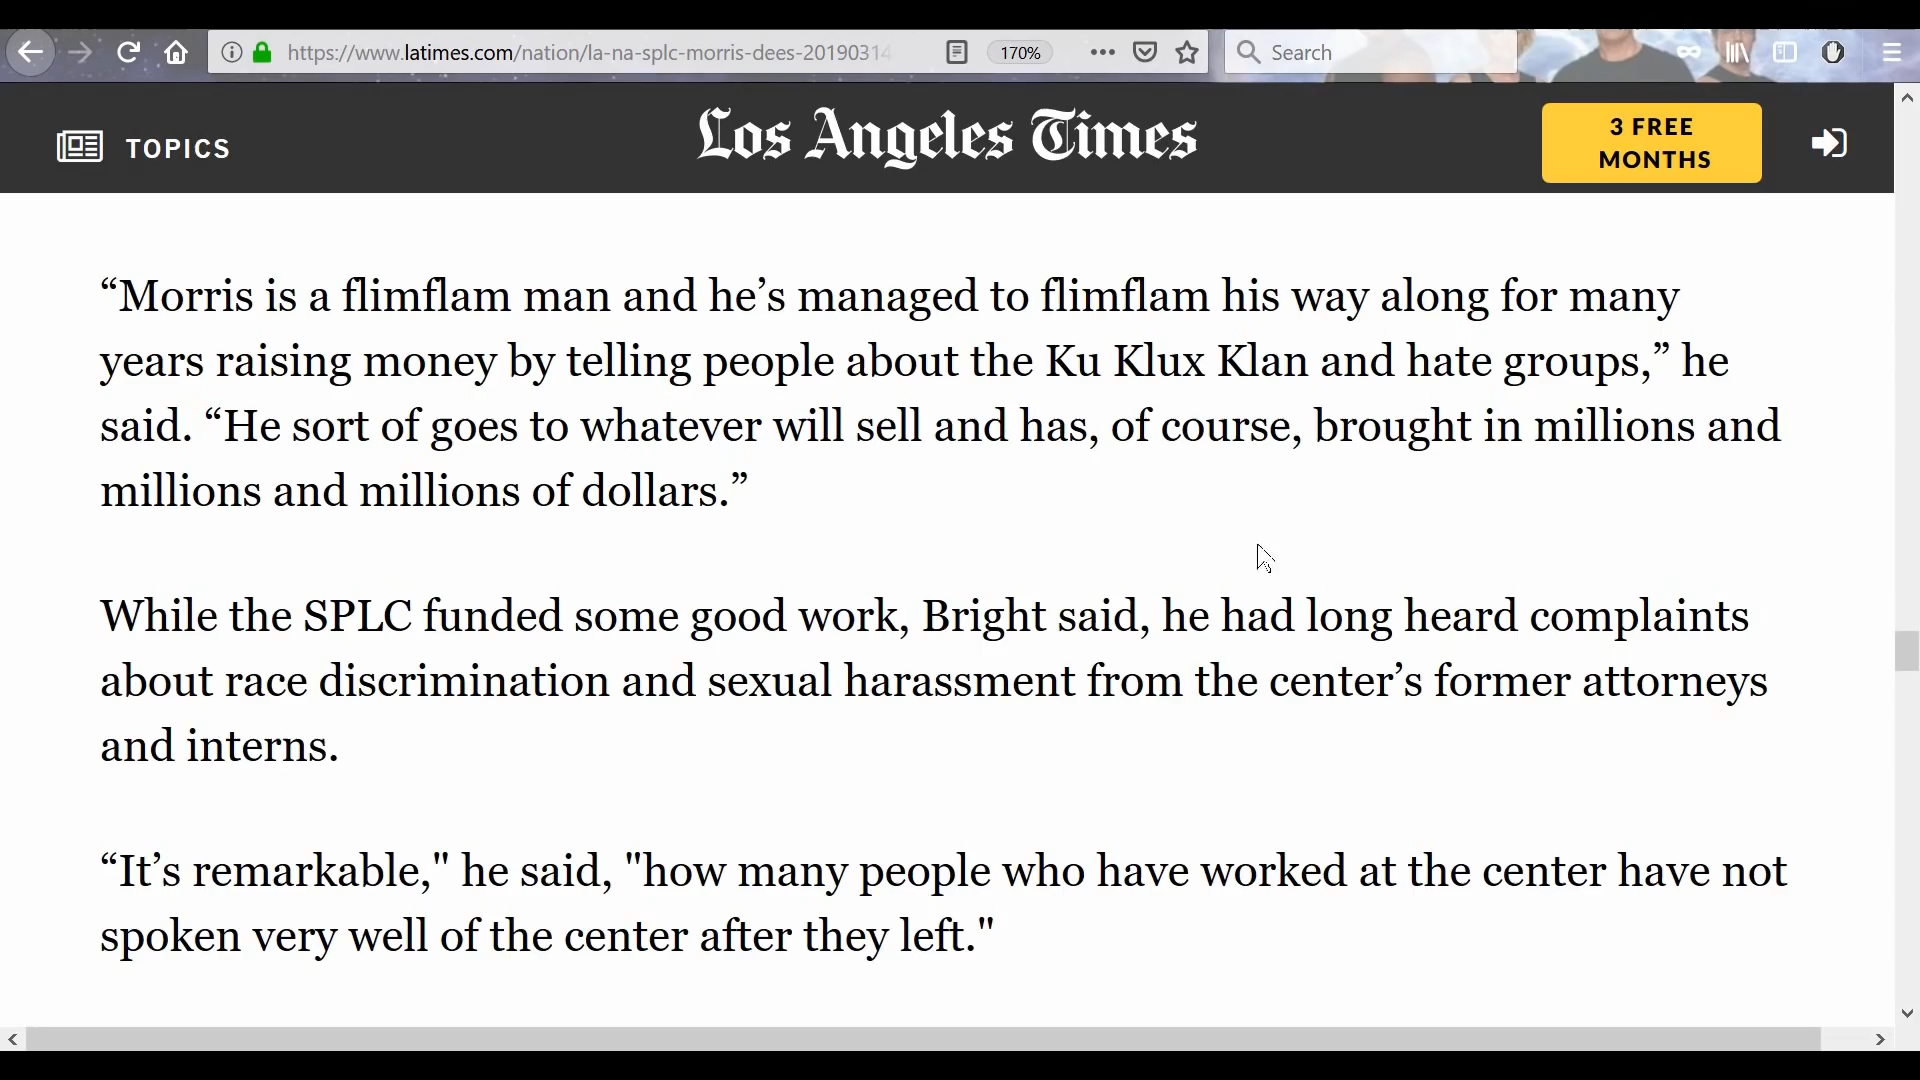 https://www.latimes.com/nation/la-na-splc-morris-dees-20190314
170%
Search
TOPICS
Los Angeles Times
3 FREE
MONTHS
“Morris is a flimflam man and he’s managed to flimflam his way along for many
years raising money by telling people about the Ku Klux Klan and hate groups,” he
said. “He sort of goes to whatever will sell and has, of course, brought in millions and
millions and millions of dollars.”
While the SPLC funded some good work, Bright said, he had long heard complaints
about race discrimination and sexual harassment from the center’s former attorneys
and interns.
“It’s remarkable," he said, "how many people who have worked at the center have not
spoken very well of the center after they left."